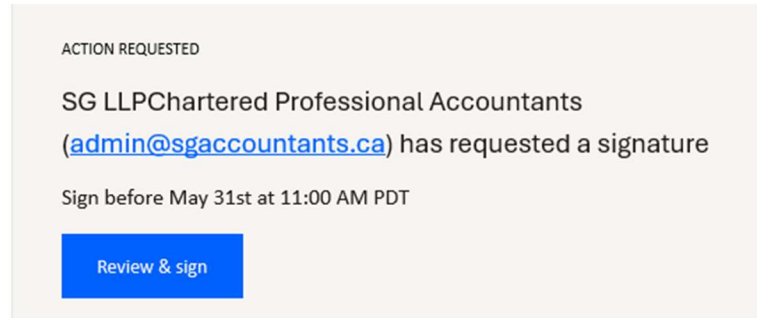 ACTION REQUESTED
SG LLPChartered Professional Accountants
(admin@sgaccountants.ca) has requested a signature
Sign before May 31st at 11:00 AM PDT
Review & sign